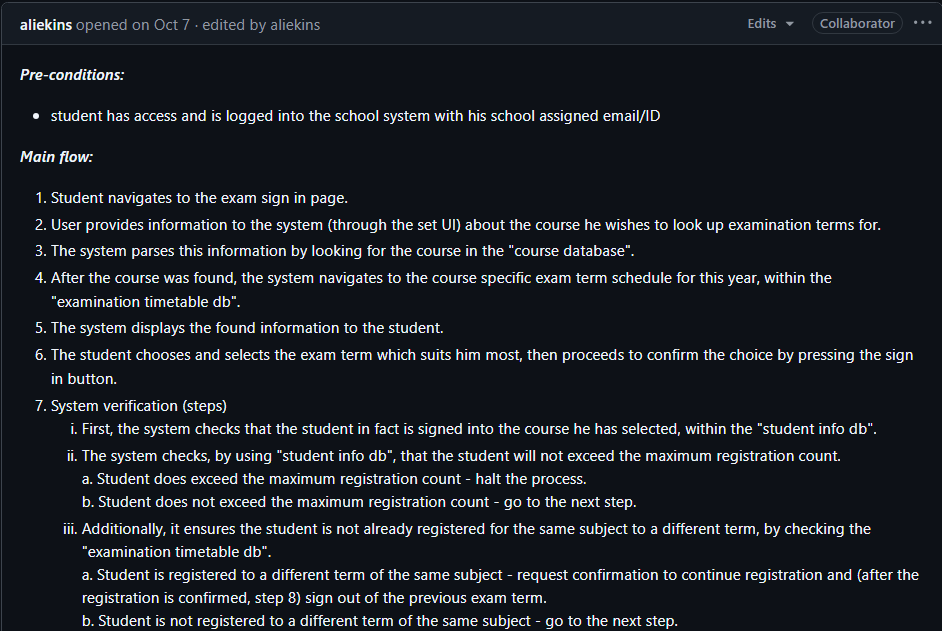 aliekins opened on Oct 7 · edited by aliekins
Edits
Collaborator
Pre-conditions:
• student has access and is logged into the school system with his school assigned email/ID
Main flow:
1. Student navigates to the exam sign in page.
2. User provides information to the system (through the set UI) about the course he wishes to look up examination terms for.
3. The system parses this information by looking for the course in the "course database".
4. After the course was found, the system navigates to the course specific exam term schedule for this year, within the
"examination timetable db".
5. The system displays the found information to the student.
6. The student chooses and selects the exam term which suits him most, then proceeds to confirm the choice by pressing the sign
in button.
7. System verification (steps)
i. First, the system checks that the student in fact is signed into the course he has selected, within the "student info db".
ii. The system checks, by using "student info db", that the student will not exceed the maximum registration count.
a. Student does exceed the maximum registration count - halt the process.
b. Student does not exceed the maximum registration count - go to the next step.
iii. Additionally, it ensures the student is not already registered for the same subject to a different term, by checking the
"examination timetable db".
a. Student is registered to a different term of the same subject - request confirmation to continue registration and (after the
registration is confirmed, step 8) sign out of the previous exam term.
b. Student is not registered to a different term of the same subject - go to the next step.